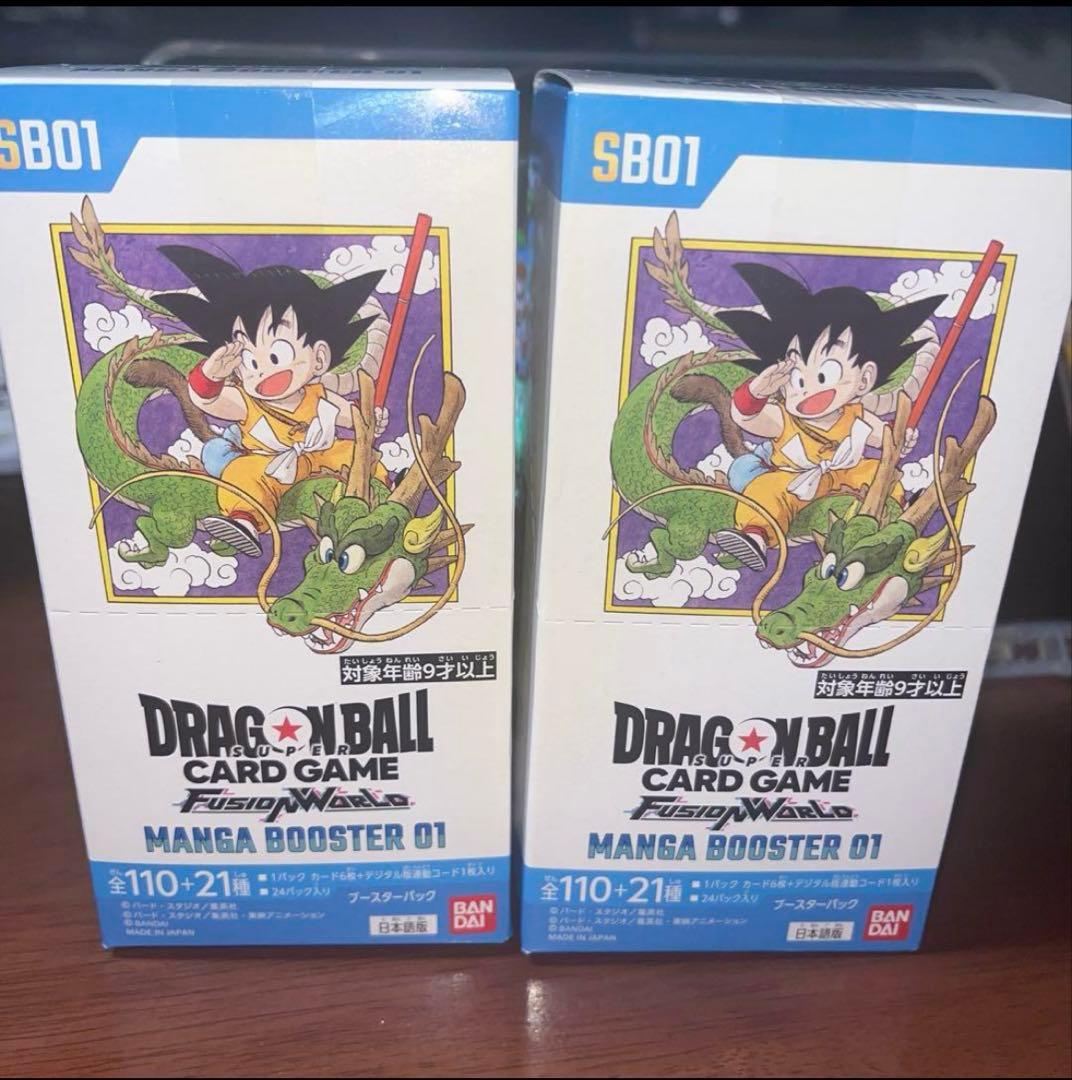 MANGA BOOSTER 01
SB01
たいしょうねんれい さいいじょう
対象年齢9才以上
DRAGON BALL
SUPER
CARD GAME
FUSION WORLD
MANGA BOOSTER 01
全110+21種
■1パック カード6枚+デジタル版連動コード1枚入り
■24パック入り
ブースターパック
©バード・スタジオ/集英社
©バード・スタジオ/集英社・東映アニメーション
©BANDAI
MADE IN JAPAN
日本語版
BAN
DAI
SB01
たいしょうねんれい さいいじょう
対象年齢9才以上
DRAGON BALL
SUPER
CARD GAME
FUSION WORLD
MANGA BOOSTER 01
全110+21種
■1パック カード6枚+デジタル版連動コード1枚入り
■24パック入り
ブースターパック
©バード・スタジオ/集英社
©バード・スタジオ/集英社・東映アニメーション
©BANDAI
MADE IN JAPAN
日本語版
BAN
DAI